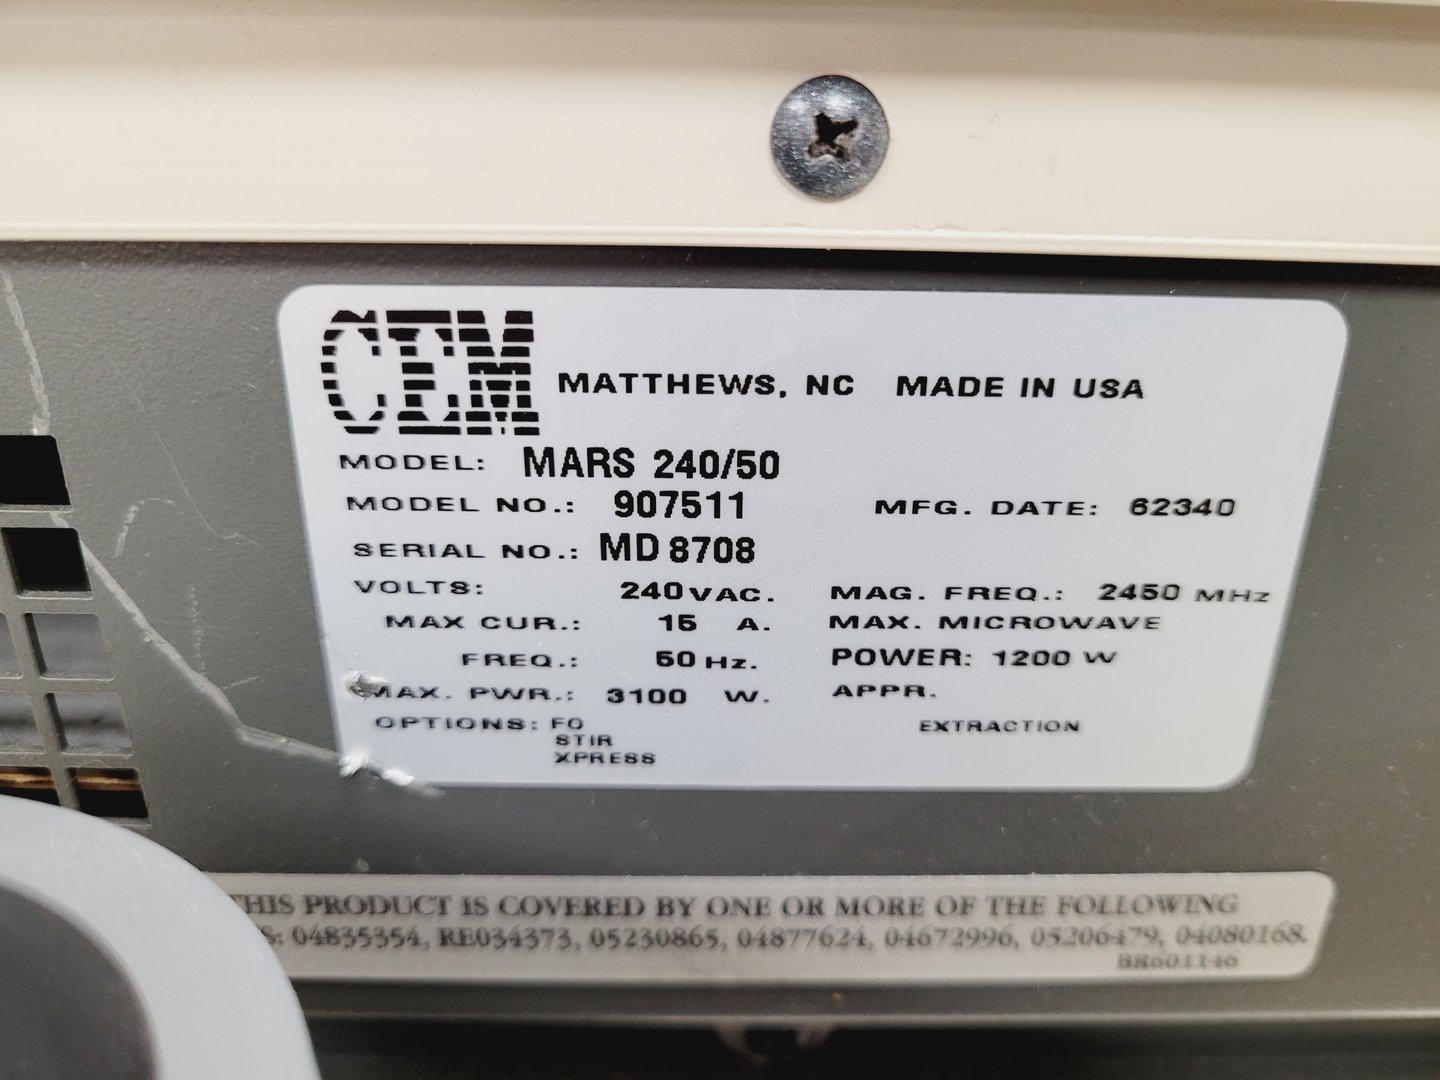 CEM MATTHEWS, NC MADE IN USA
MODEL: MARS 240/50
MODEL NO.: 907511 MFG. DATE: 62340
SERIAL NO.: MD 8708
VOLTS: 240 VAC. MAG. FREQ.: 2450 MHz
MAX CUR.: 15 A. MAX. MICROWAVE
FREQ.: 50 Hz. POWER: 1200 W
MAX. PWR.: 3100 W. APPR.
OPTIONS: FO EXTRACTION
STIR
XPRESS
THIS PRODUCT IS COVERED BY ONE OR MORE OF THE FOLLOWING
S: 04835354, RE034373, 05230865, 04877624, 04672996, 05206479, 04080168.
BR601146